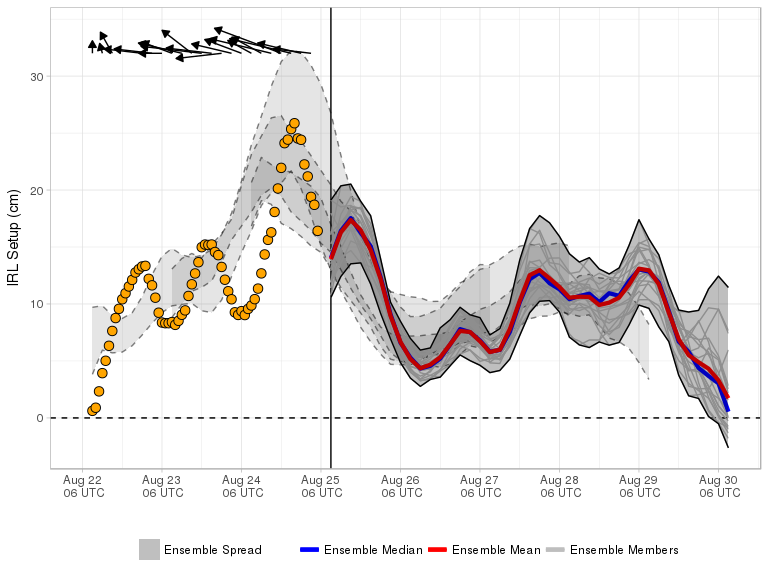 IRL Setup (cm)
30
20
10
0
Aug 22 Aug 23 Aug 24 Aug 25 Aug 26 Aug 27 Aug 28 Aug 29 Aug 30
06 UTC 06 UTC 06 UTC 06 UTC 06 UTC 06 UTC 06 UTC 06 UTC 06 UTC
Ensemble Spread Ensemble Median Ensemble Mean Ensemble Members